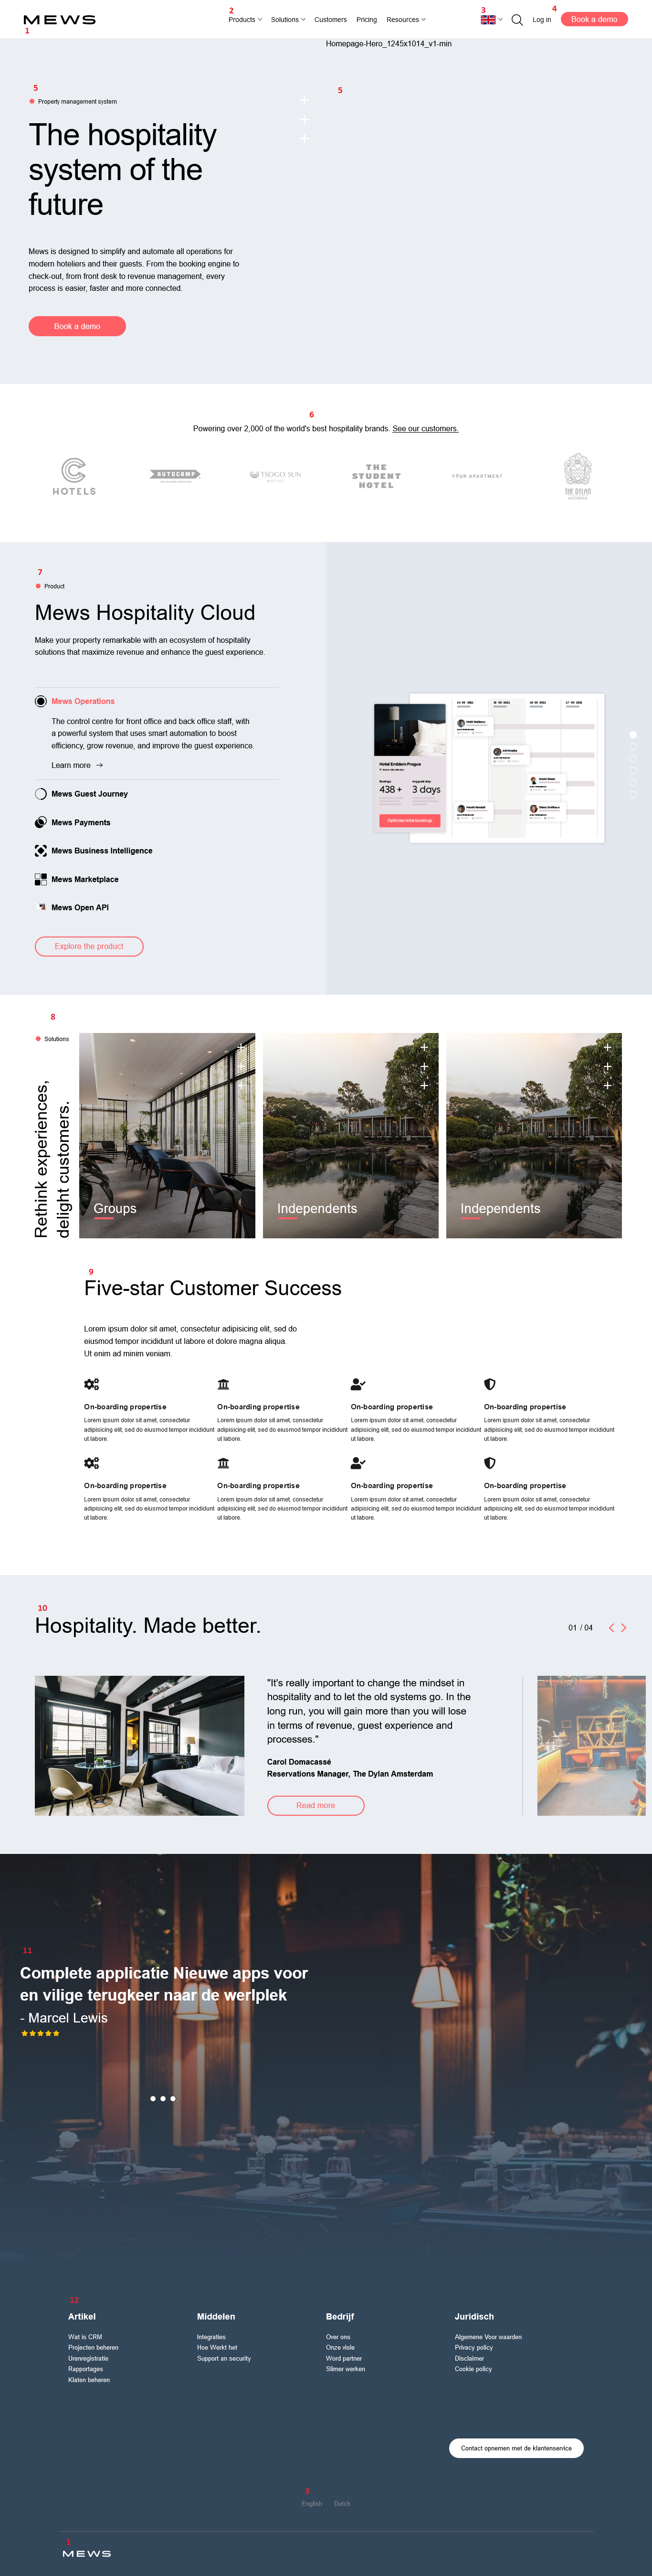 MEWS
1
2
Products
Solutions
Customers
Pricing
Resources
3
Log in
4
Book a demo
Homepage-Hero_1245x1014_v1-min
5
5
Property management system
The hospitality
system of the
future
Mews is designed to simplify and automate all operations for
modern hoteliers and their guests. From the booking engine to
check-out, from front desk to revenue management, every
process is easier, faster and more connected.
Book a demo
6
Powering over 2,000 of the world's best hospitality brands. See our customers.
HOTELS
AUTOCAMP
TSOGO SUN
HOTELS
THE
STUDENT
HOTEL
YOUR APARTMENT
THE DYLAN
AMSTERDAM
7
Product
Mews Hospitality Cloud
Make your property remarkable with an ecosystem of hospitality
solutions that maximize revenue and enhance the guest experience.
Mews Operations
The control centre for front office and back office staff, with
a powerful system that uses smart automation to boost
efficiency, grow revenue, and improve the guest experience.
Learn more →
Mews Guest Journey
Mews Payments
Mews Business Intelligence
Mews Marketplace
Mews Open API
Explore the product
Hotel Emblem Prague
438 +
3 days
Optimize hotel bookings
8
Solutions
Rethink experiences,
delight customers.
Groups
Independents
Independents
9
Five-star Customer Success
Lorem ipsum dolor sit amet, consectetur adipisicing elit, sed do
eiusmod tempor incididunt ut labore et dolore magna aliqua.
Ut enim ad minim veniam.
On-boarding propertise
Lorem ipsum dolor sit amet, consectetur
adipisicing elit, sed do eiusmod tempor incididunt
ut labore.
On-boarding propertise
Lorem ipsum dolor sit amet, consectetur
adipisicing elit, sed do eiusmod tempor incididunt
ut labore.
On-boarding propertise
Lorem ipsum dolor sit amet, consectetur
adipisicing elit, sed do eiusmod tempor incididunt
ut labore.
On-boarding propertise
Lorem ipsum dolor sit amet, consectetur
adipisicing elit, sed do eiusmod tempor incididunt
ut labore.
On-boarding propertise
Lorem ipsum dolor sit amet, consectetur
adipisicing elit, sed do eiusmod tempor incididunt
ut labore.
On-boarding propertise
Lorem ipsum dolor sit amet, consectetur
adipisicing elit, sed do eiusmod tempor incididunt
ut labore.
On-boarding propertise
Lorem ipsum dolor sit amet, consectetur
adipisicing elit, sed do eiusmod tempor incididunt
ut labore.
On-boarding propertise
Lorem ipsum dolor sit amet, consectetur
adipisicing elit, sed do eiusmod tempor incididunt
ut labore.
10
Hospitality. Made better.
01 / 04
"It's really important to change the mindset in
hospitality and to let the old systems go. In the
long run, you will gain more than you will lose
in terms of revenue, guest experience and
processes."
Carol Domacassé
Reservations Manager, The Dylan Amsterdam
Read more
11
Complete applicatie Nieuwe apps voor
en vilige terugkeer naar de werlplek
- Marcel Lewis
12
Artikel
Wat is CRM
Projecten beheren
Urenregistratie
Rapportages
Klaten beheren
Middelen
Integraties
Hoe Werkt het
Support an security
Bedrijf
Over ons
Onze visie
Word partner
Slimer werken
Juridisch
Algemene Voor waarden
Privacy policy
Disclaimer
Cookie policy
Contact opnemen met de klantenservice
3
English
Dutch
1
MEWS